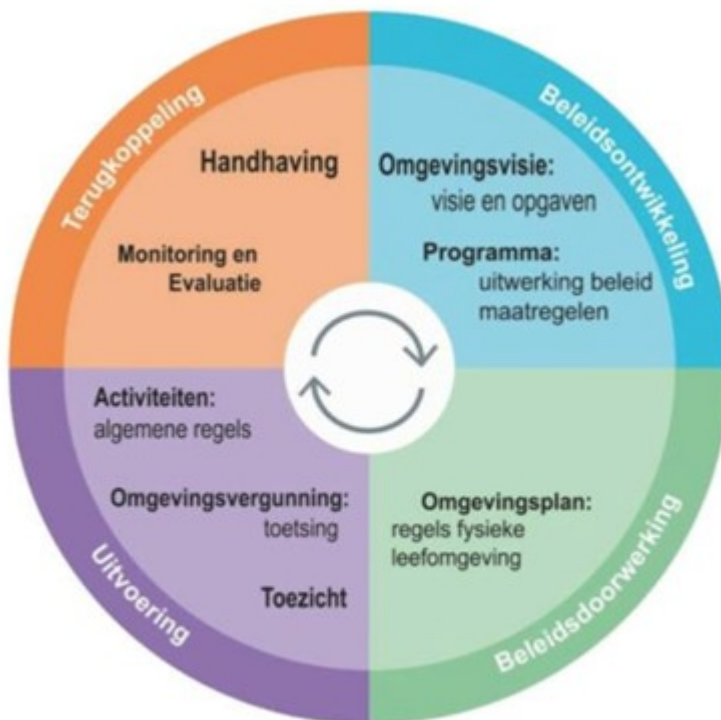 Beleidsontwikkeling
Omgevingsvisie:
visie en opgaven
Programma:
uitwerking beleid
maatregelen
Beleidsdoorwerking
Omgevingsplan:
regels fysieke
leefomgeving
Uitvoering
Activiteiten:
algemene regels
Omgevingsvergunning:
toetsing
Toezicht
Terugkoppeling
Handhaving
Monitoring en
Evaluatie